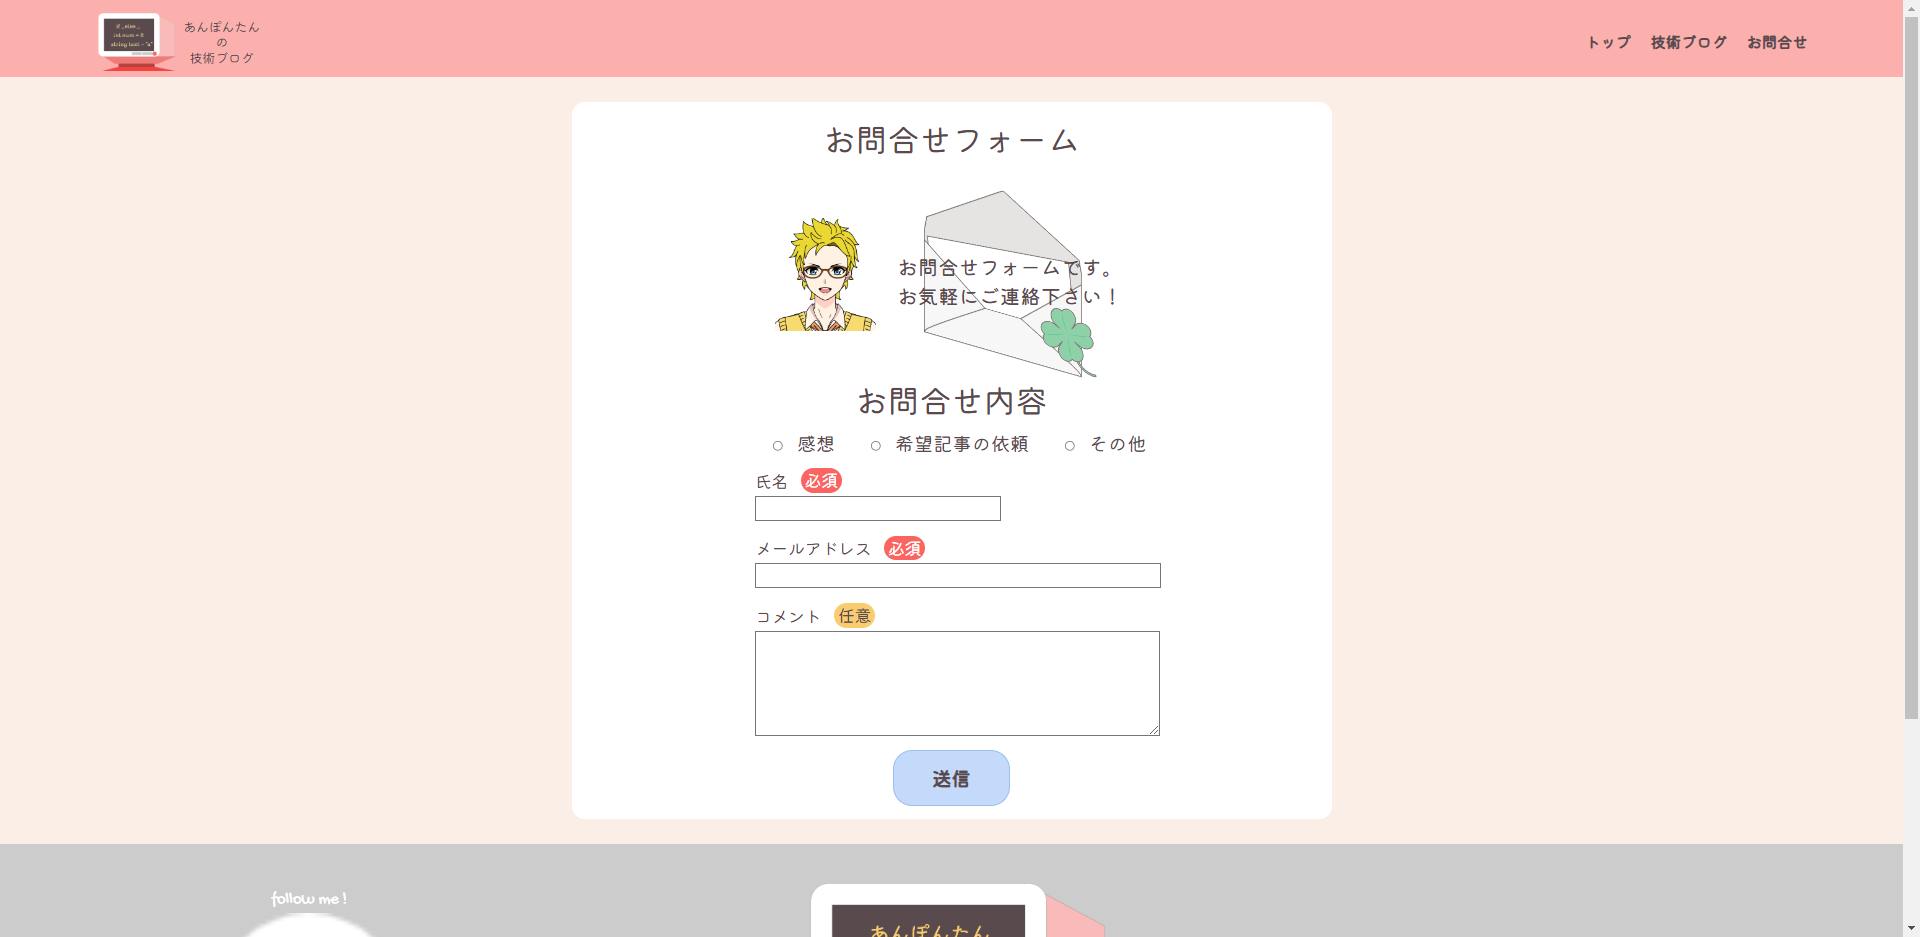 if _ else _
int num = 0
string text = "a"
あんぽんたん
の
技術ブログ
トップ
技術ブログ
お問合せ
お問合せフォーム
お問合せフォームです。
お気軽にご連絡下さい！
お問合せ内容
感想
希望記事の依頼
その他
氏名 必須
メールアドレス 必須
コメント 任意
送信
follow me !
あんぽんたん